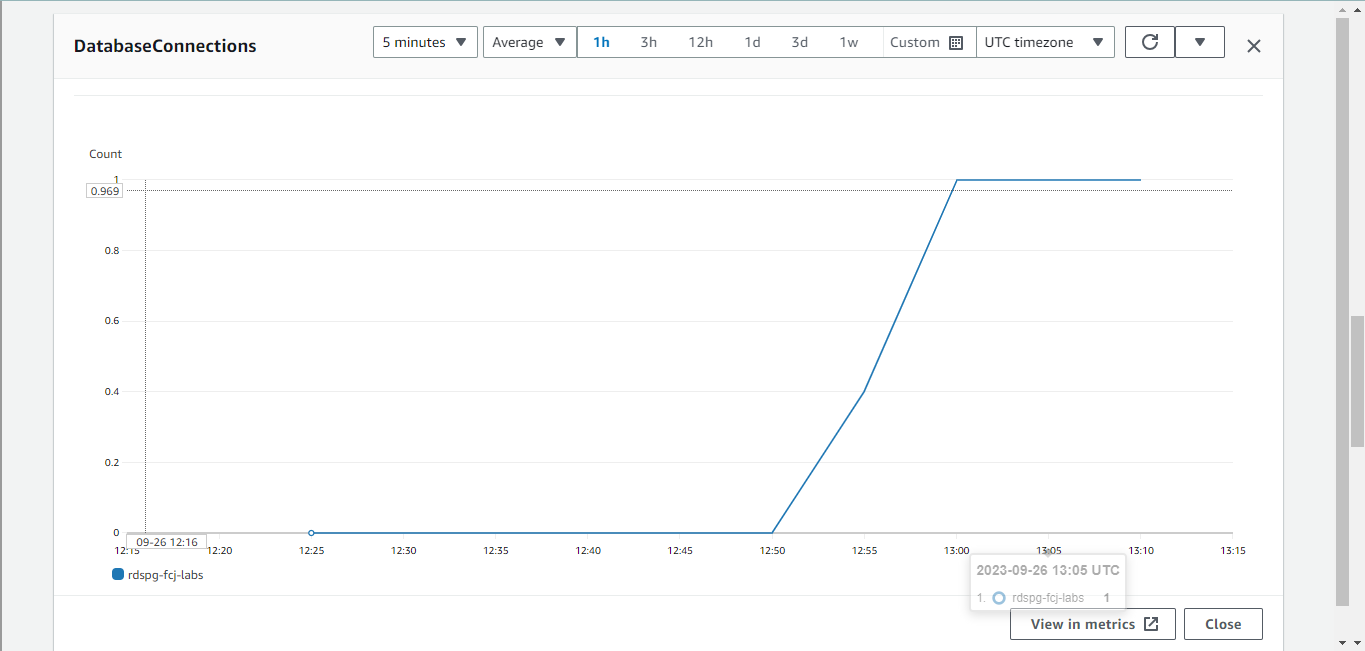 DatabaseConnections
5 minutes
Average
1h 3h 12h 1d 3d 1w Custom
UTC timezone
Count
1
0.969
0.8
0.6
0.4
0.2
0
09-26 12:16
12:15 12:20 12:25 12:30 12:35 12:40 12:45 12:50 12:55 13:00 13:05 13:10 13:15
rdspg-fcj-labs
2023-09-26 13:05 UTC
1. rdspg-fcj-labs 1
View in metrics
Close